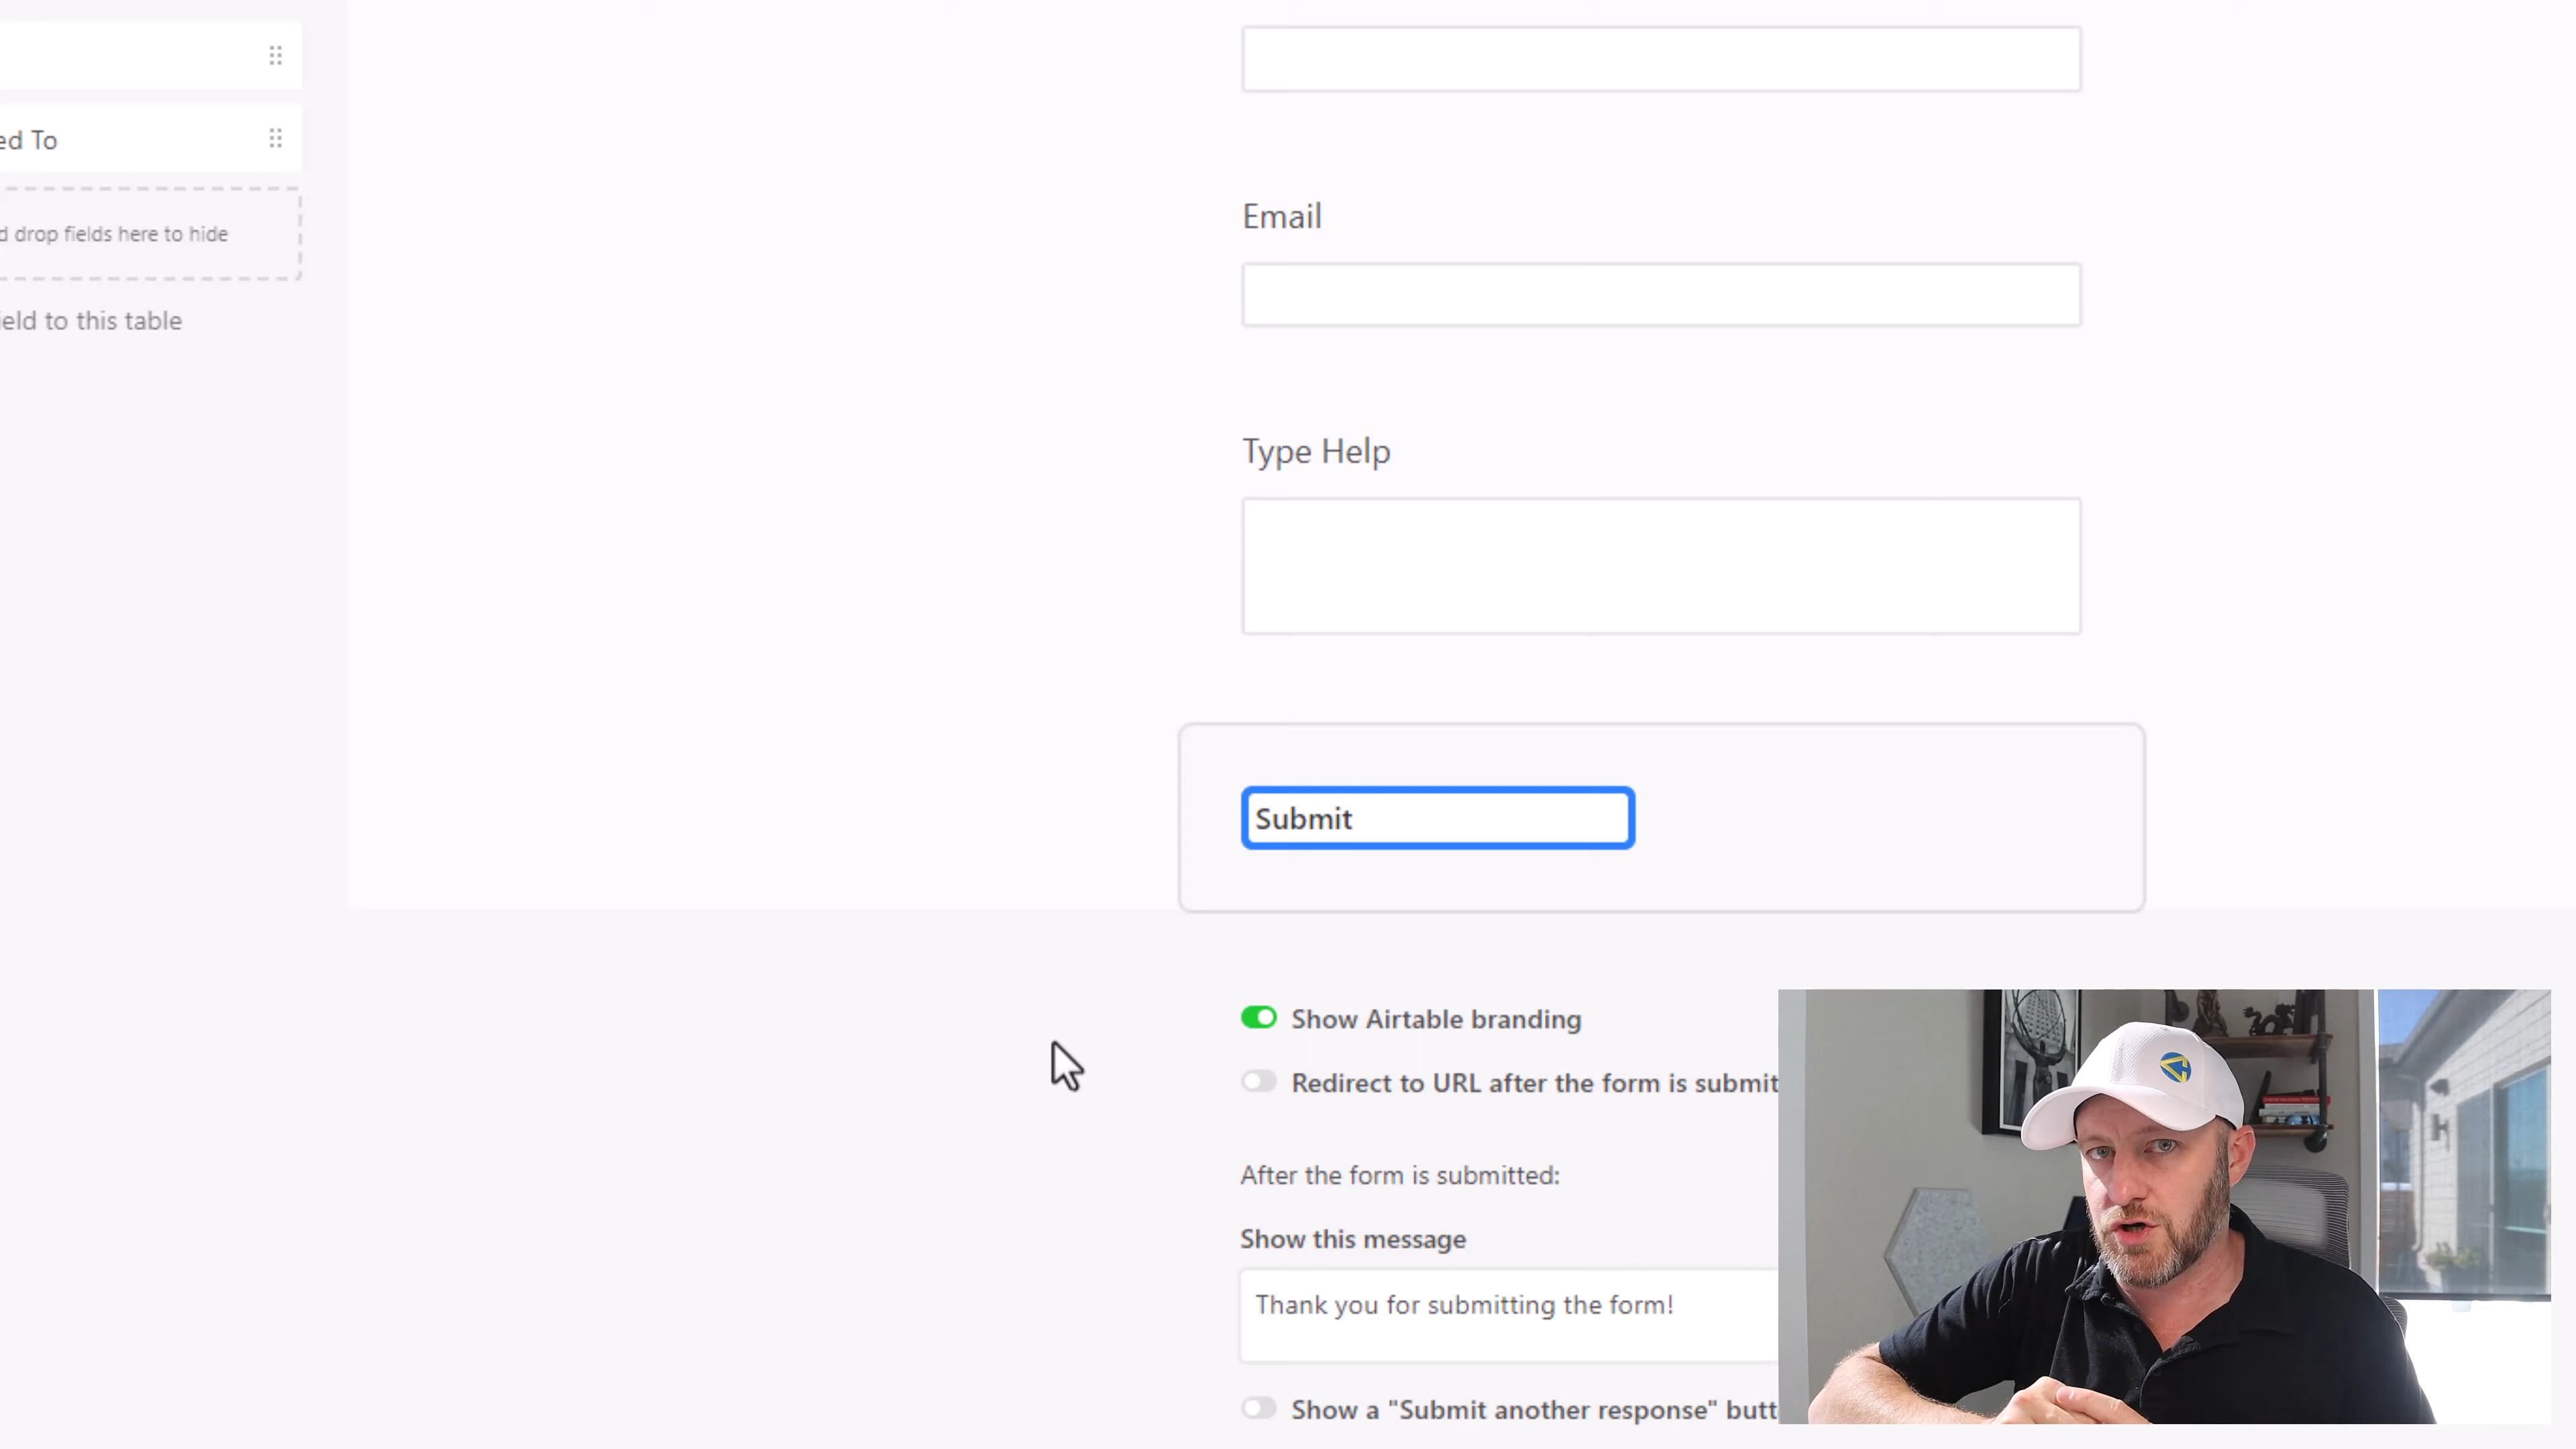 ed To
d drop fields here to hide
ield to this table
Email
Type Help
Submit
Show Airtable branding
Redirect to URL after the form is submit
After the form is submitted:
Show this message
Thank you for submitting the form!
Show a "Submit another response" butt